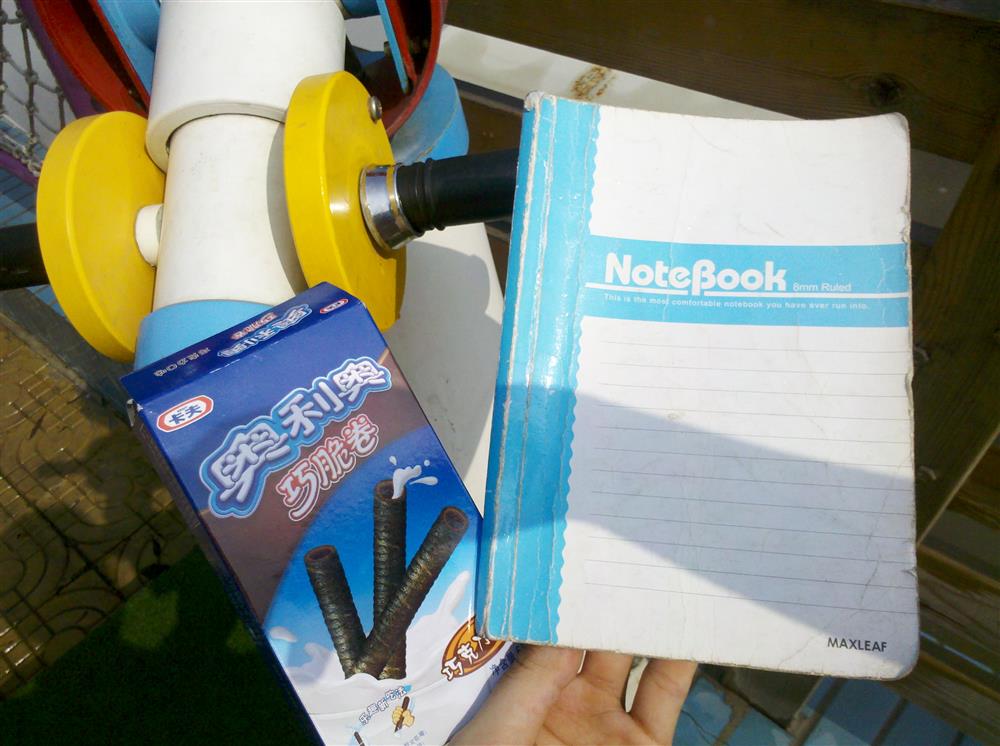 卡夫
奥利奥
巧脆卷
NoteBook
8mm Ruled
This is the most comfortable notebook you have ever run into.
MAXLEAF